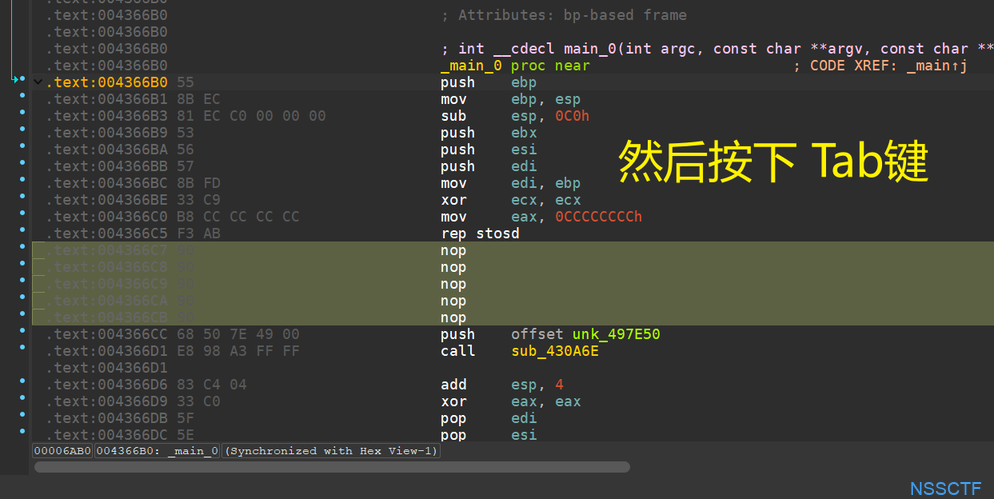 .text:004366B0 ; Attributes: bp-based frame
.text:004366B0
.text:004366B0 ; int __cdecl main_0(int argc, const char **argv, const char **
.text:004366B0 _main_0 proc near ; CODE XREF: _main↑j
.text:004366B0 55 push ebp
.text:004366B1 8B EC mov ebp, esp
.text:004366B3 81 EC C0 00 00 00 sub esp, 0C0h
.text:004366B9 53 push ebx
.text:004366BA 56 push esi
.text:004366BB 57 push edi
然后按下 Tab键
.text:004366BC 8B FD mov edi, ebp
.text:004366BE 33 C9 xor ecx, ecx
.text:004366C0 B8 CC CC CC CC mov eax, 0CCCCCCCCh
.text:004366C5 F3 AB rep stosd
.text:004366C7 90 nop
.text:004366C8 90 nop
.text:004366C9 90 nop
.text:004366CA 90 nop
.text:004366CB 90 nop
.text:004366CC 68 50 7E 49 00 push offset unk_497E50
.text:004366D1 E8 98 A3 FF FF call sub_430A6E
.text:004366D1
.text:004366D6 83 C4 04 add esp, 4
.text:004366D9 33 C0 xor eax, eax
.text:004366DB 5F pop edi
.text:004366DC 5E pop esi
00006AB0 004366B0: _main_0 (Synchronized with Hex View-1)
NSSCTF